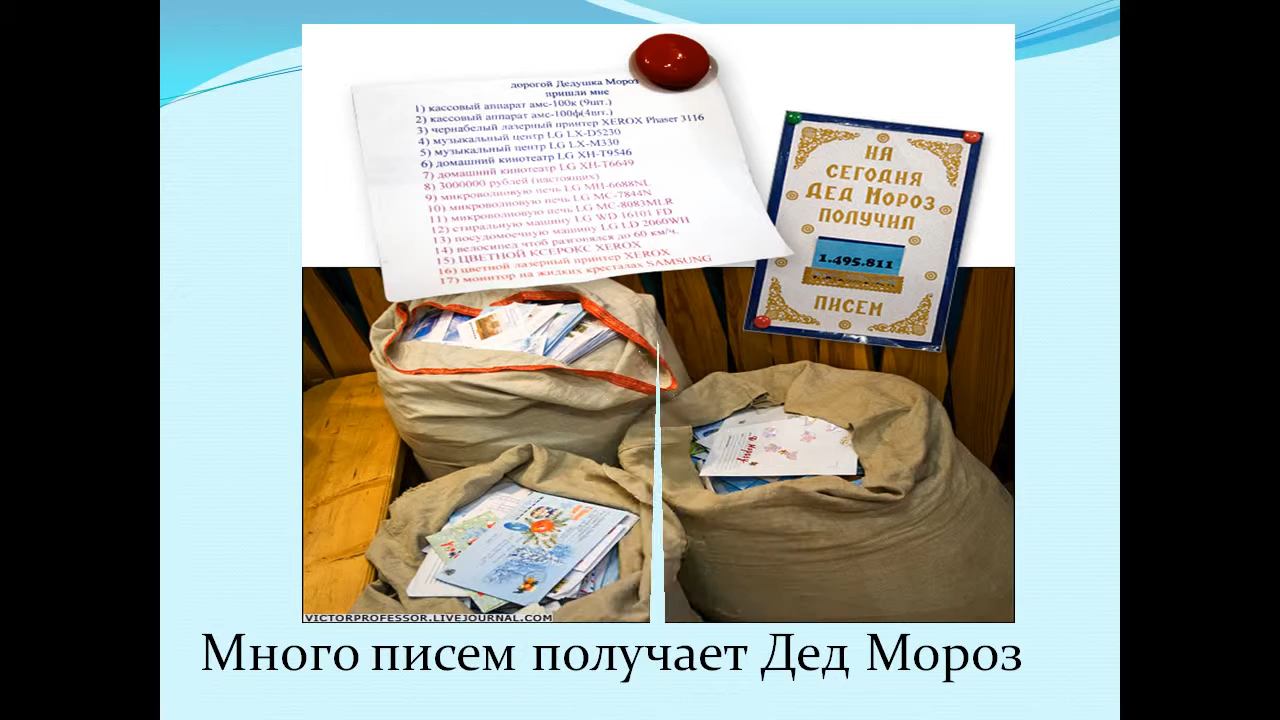 дорогой Дедушка Мороз
пришли мне
1) кассовый аппарат амс-100к (9шт.)
2) кассовый аппарат амс-100ф(4шт.)
3) чернабелый лазерный принтер XEROX Phaser 3116
4) музыкальный центр LG LX-D5230
5) музыкальный центр LG LX-M330
6) домашний кинотеатр LG XH-T9546
7) домашний кинотеатр LG XH-T6649
8) 3000000 рублей (настоящих)
9) микроволновую печь LG MH-6688NL
10) микроволновую печь LG MC-7844N
11) микроволновую печь LG MC-8083MLR
12) стиральную машину LG WD 16101 FD
13) посудомоечную машину LG LD 2060WH
14) велосипед чтоб разгонялся до 60 км/ч.
15) ЦВЕТНОЙ КСЕРОКС XEROX
16) цветной лазерный принтер XEROX
17) монитор на жидких кресталах SAMSUNG
НА
СЕГОДНЯ
ДЕД МОРОЗ
ПОЛУЧИЛ
1.495.811
ПИСЕМ
VICTORPROFESSOR.LIVEJOURNAL.COM
Много писем получает Дед Мороз